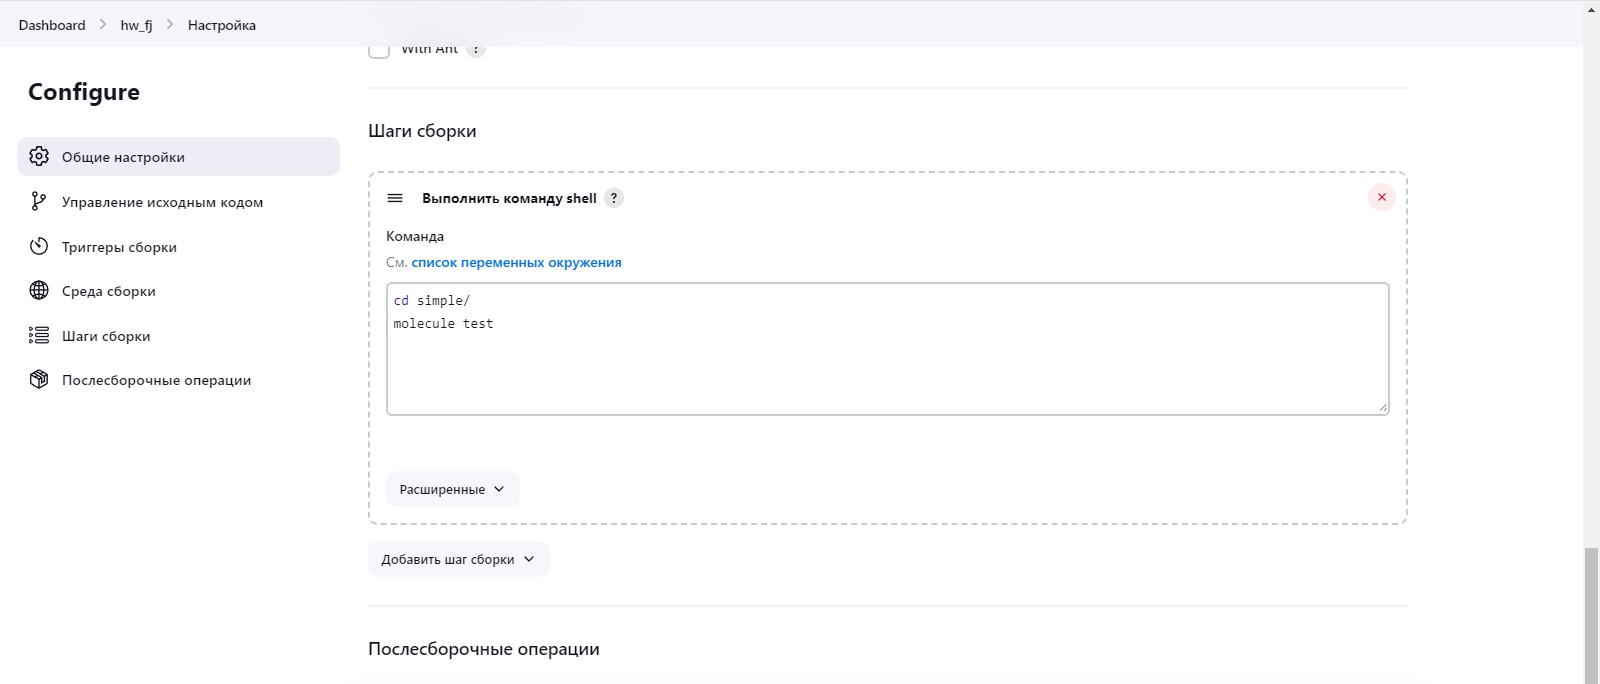 Dashboard > hw_fj > Настройка
With Ant ?
Configure
Общие настройки
Управление исходным кодом
Триггеры сборки
Среда сборки
Шаги сборки
Послесборочные операции
Шаги сборки
Выполнить команду shell ?
Команда
См. список переменных окружения
cd simple/
molecule test
Расширенные
Добавить шаг сборки
Послесборочные операции